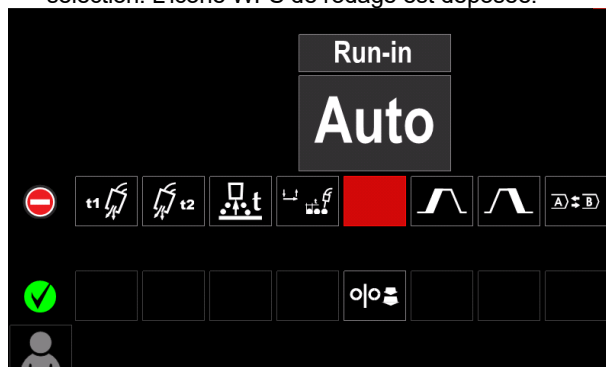 sélection. L'icône WFS de rodage est déposée.
Run-in
Auto
t1 t2 t A B